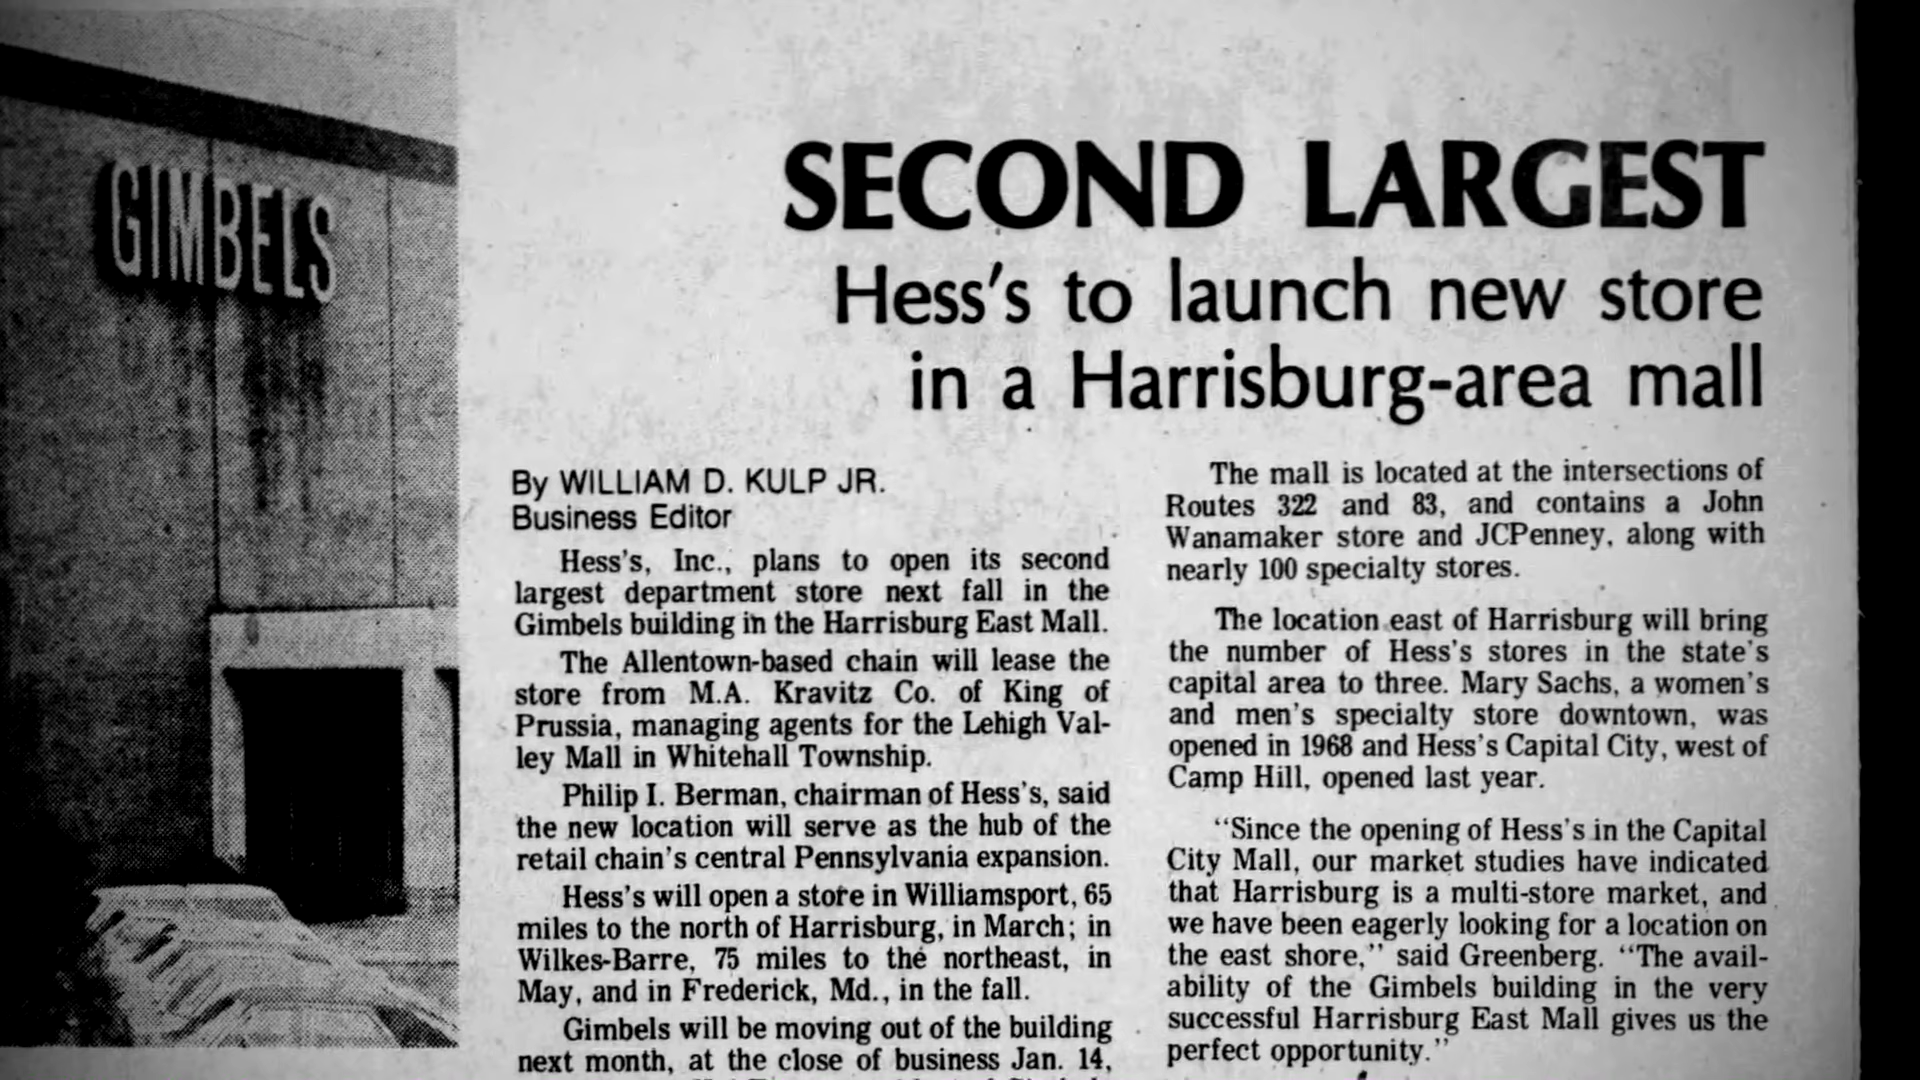 GIMBELS
SECOND LARGEST
Hess's to launch new store
in a Harrisburg-area mall
By WILLIAM D. KULP JR.
Business Editor
Hess's, Inc., plans to open its second
largest department store next fall in the
Gimbels building in the Harrisburg East Mall.
The Allentown-based chain will lease the
store from M.A. Kravitz Co. of King of
Prussia, managing agents for the Lehigh Val-
ley Mall in Whitehall Township.
Philip I. Berman, chairman of Hess's, said
the new location will serve as the hub of the
retail chain's central Pennsylvania expansion.
Hess's will open a store in Williamsport, 65
miles to the north of Harrisburg, in March; in
Wilkes-Barre, 75 miles to the northeast, in
May, and in Frederick, Md., in the fall.
Gimbels will be moving out of the building
next month, at the close of business Jan. 14,
The mall is located at the intersections of
Routes 322 and 83, and contains a John
Wanamaker store and JCPenney, along with
nearly 100 specialty stores.
The location east of Harrisburg will bring
the number of Hess's stores in the state's
capital area to three. Mary Sachs, a women's
and men's specialty store downtown, was
opened in 1968 and Hess's Capital City, west of
Camp Hill, opened last year.
"Since the opening of Hess's in the Capital
City Mall, our market studies have indicated
that Harrisburg is a multi-store market, and
we have been eagerly looking for a location on
the east shore," said Greenberg. "The avail-
ability of the Gimbels building in the very
successful Harrisburg East Mall gives us the
perfect opportunity."